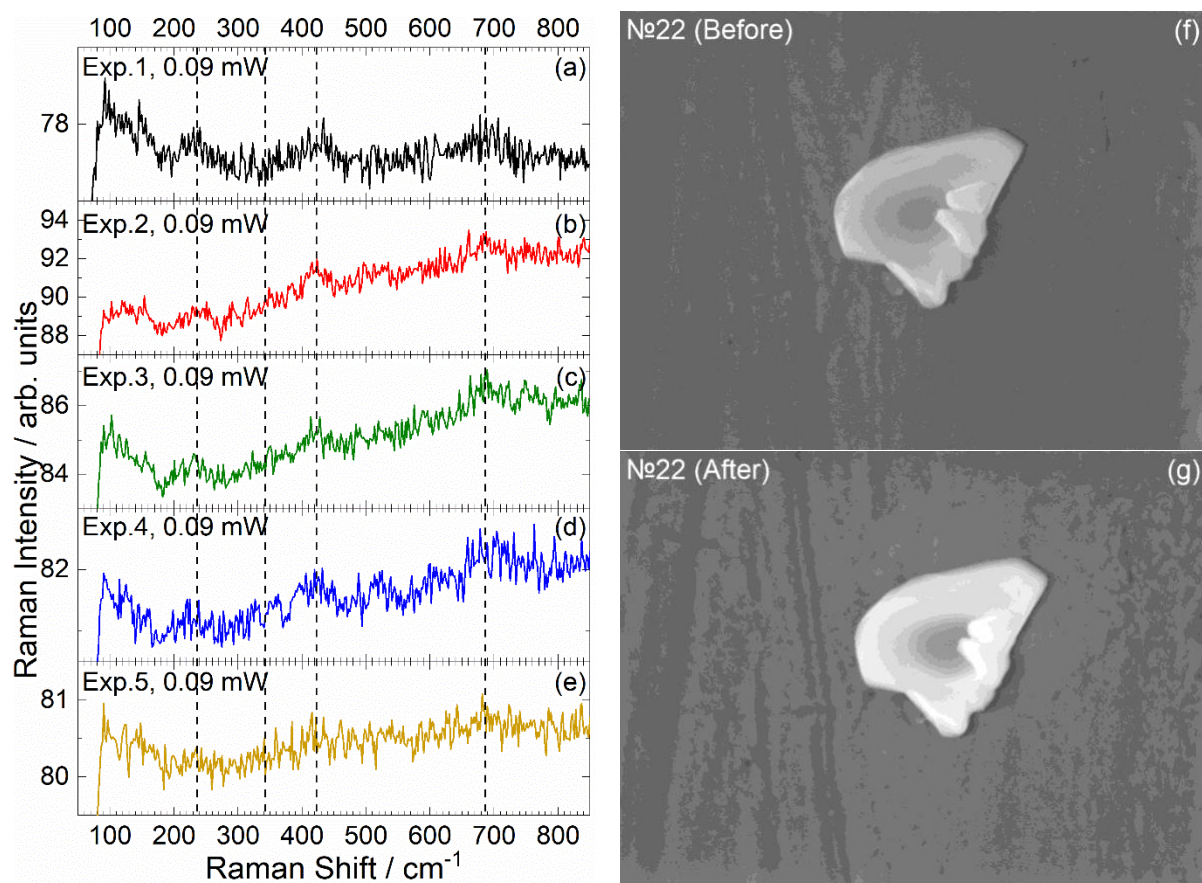 100 200 300 400 500 600 700 800
Exp.1, 0.09 mW (a)
78
Exp.2, 0.09 mW (b)
94
92
90
88
Exp.3, 0.09 mW (c)
86
84
Exp.4, 0.09 mW (d)
82
Exp.5, 0.09 mW (e)
81
80
100 200 300 400 500 600 700 800
Raman Shift / cm⁻¹
Raman Intensity / arb. units
№22 (Before) (f)
№22 (After) (g)